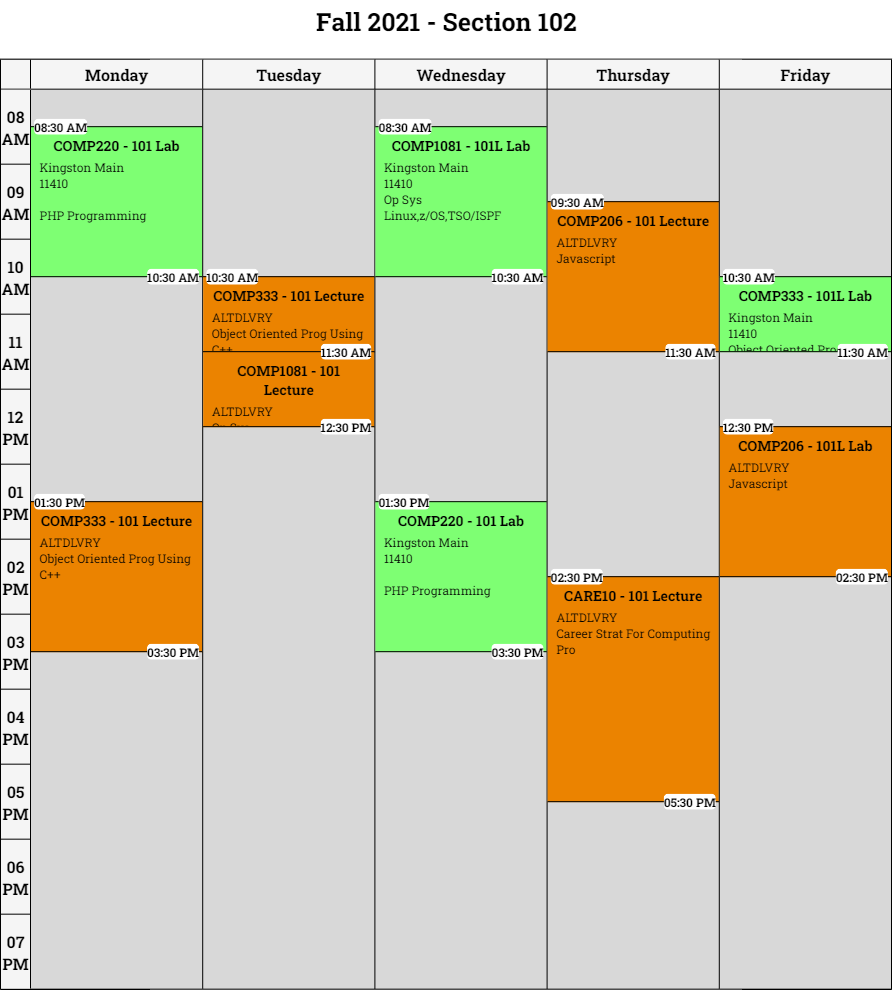 Fall 2021 - Section 102
Monday
Tuesday
Wednesday
Thursday
Friday
08
AM
09
AM
10
AM
11
AM
12
PM
01
PM
02
PM
03
PM
04
PM
05
PM
06
PM
07
PM
08:30 AM
COMP220 - 101 Lab
Kingston Main
11410
PHP Programming
10:30 AM
01:30 PM
COMP333 - 101 Lecture
ALTDLVRY
Object Oriented Prog Using
C++
03:30 PM
10:30 AM
COMP333 - 101 Lecture
ALTDLVRY
Object Oriented Prog Using
C++
11:30 AM
COMP1081 - 101
Lecture
ALTDLVRY
Op Sys
12:30 PM
08:30 AM
COMP1081 - 101L Lab
Kingston Main
11410
Op Sys
Linux,z/OS,TSO/ISPF
10:30 AM
01:30 PM
COMP220 - 101 Lab
Kingston Main
11410
PHP Programming
03:30 PM
09:30 AM
COMP206 - 101 Lecture
ALTDLVRY
Javascript
11:30 AM
02:30 PM
CARE10 - 101 Lecture
ALTDLVRY
Career Strat For Computing
Pro
05:30 PM
10:30 AM
COMP333 - 101L Lab
Kingston Main
11410
Object Oriented Pro
11:30 AM
12:30 PM
COMP206 - 101L Lab
ALTDLVRY
Javascript
02:30 PM